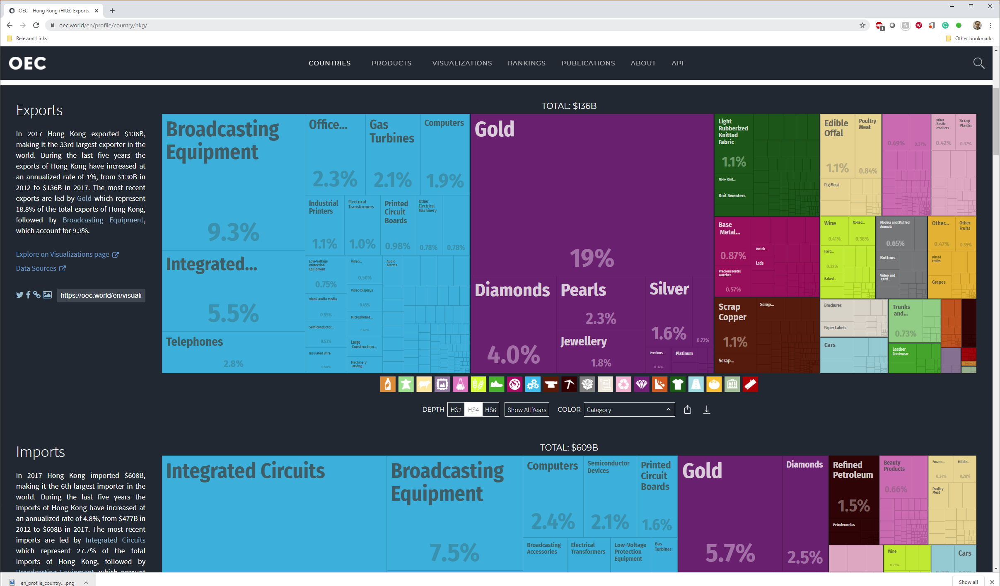 OEC - Hong Kong (HKG) Exports,
oec.world/en/profile/country/hkg/
ABP
1
Relevant Links
Other bookmarks
OEC
COUNTRIES
PRODUCTS
VISUALIZATIONS
RANKINGS
PUBLICATIONS
ABOUT
API
Exports
In 2017 Hong Kong exported $136B,
making it the 33rd largest exporter in the
world. During the last five years the
exports of Hong Kong have increased at
an annualized rate of 1%, from $130B in
2012 to $136B in 2017. The most recent
exports are led by Gold which represent
18.8% of the total exports of Hong Kong,
followed by Broadcasting Equipment,
which account for 9.3%.
Explore on Visualizations page
Data Sources
https://oec.world/en/visuali
TOTAL: $136B
Broadcasting
Equipment
9.3%
Integrated...
5.5%
Telephones
2.8%
Office...
2.3%
Gas
Turbines
2.1%
Computers
1.9%
Industrial
Printers
1.1%
Electrical
Transformers
1.0%
Printed
Circuit
Boards
0.98%
Other
Electrical
Machinery
0.78%
0.78%
Low-Voltage
Protection
Equipment
0.75%
Video...
0.50%
Audio
Alarms
Blank Audio Media
0.55%
Video Displays
0.45%
Semiconductor...
0.53%
Microphones...
0.42%
Insulated Wire
Large
Construction...
Machinery
Having...
Gold
19%
Diamonds
4.0%
Pearls
2.3%
Jewellery
1.8%
Silver
1.6%
0.72%
Precious...
0.32%
Platinum
Light
Rubberized
Knitted
Fabric
1.1%
Non- Knit...
Knit Sweaters
Base
Metal...
0.87%
Watch...
Lcds
Precious Metal
Watches
0.57%
Scrap
Copper
1.1%
Scrap...
Scrap...
Edible
Offal
1.1%
Poultry
Meat
0.84%
Pig Meat
0.49%
0.37%
Other
Plastic
Products
0.42%
Scrap
Plastic
0.37%
Wine
0.41%
Rolled...
0.38%
Hard...
0.32%
Baked...
Models and Stuffed
Animals
0.65%
Buttons
Video and
Card...
Other...
0.47%
Other
Fruits
0.35%
Pitted
Fruits
Grapes
Brochures
Paper Labels
Trunks
and...
0.73%
Cars
Leather
Footwear
DEPTH
HS2
HS4
HS6
Show All Years
COLOR
Category
Imports
In 2017 Hong Kong imported $608B,
making it the 6th largest importer in the
world. During the last five years the
imports of Hong Kong have increased at
an annualized rate of 4.8%, from $477B in
2012 to $608B in 2017. The most recent
imports are led by Integrated Circuits
which represent 27.7% of the total
imports of Hong Kong, followed by
Broadcasting Equipment, which account
TOTAL: $609B
Integrated Circuits
Broadcasting
Equipment
7.5%
Computers
2.4%
Semiconductor
Devices
2.1%
Printed
Circuit
Boards
1.6%
Broadcasting
Accessories
Electrical
Transformers
Low-Voltage
Protection
Equipment
Gas
Turbines
Gold
5.7%
Diamonds
2.5%
Refined
Petroleum
1.5%
Petroleum Gas
Beauty
Products
0.66%
Frozen...
0.34%
Edible...
0.28%
Poultry
Meat
Wine
0.26%
Cars
en_profile_country....png
Show all